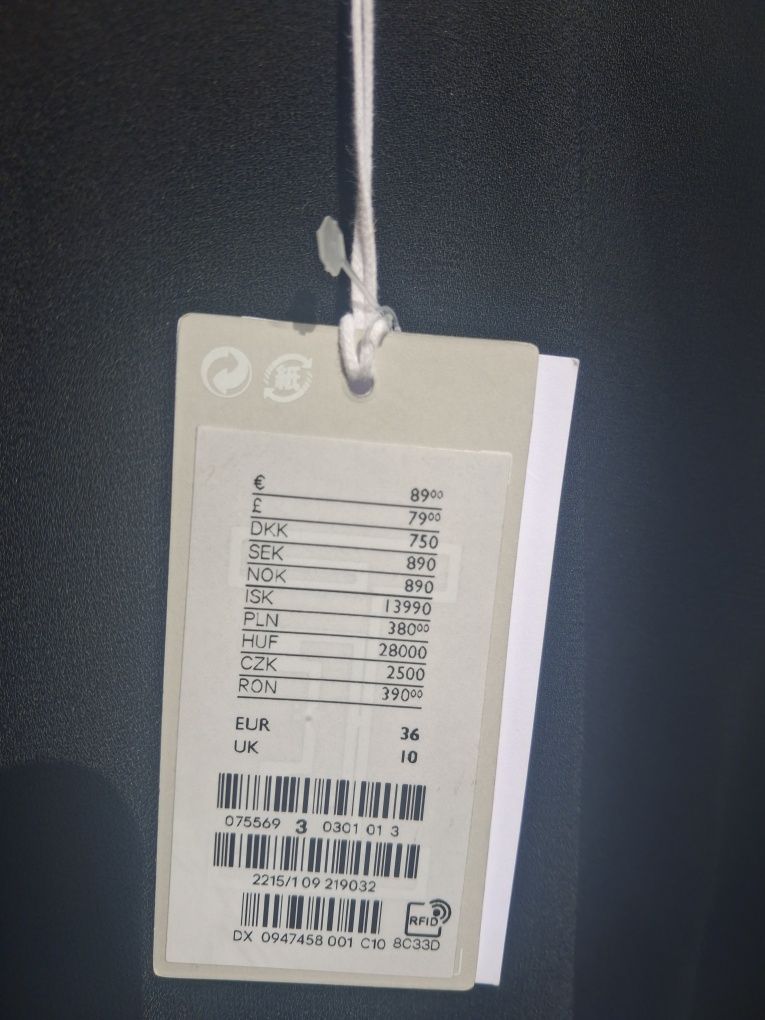 紙
€ 89⁰⁰
£ 79⁰⁰
DKK 750
SEK 890
NOK 890
ISK 13990
PLN 380⁰⁰
HUF 28000
CZK 2500
RON 390⁰⁰
EUR 36
UK 10
075569 3 0301 01 3
2215/1 09 219032
RFID
DX 0947458 001 C10 8C33D